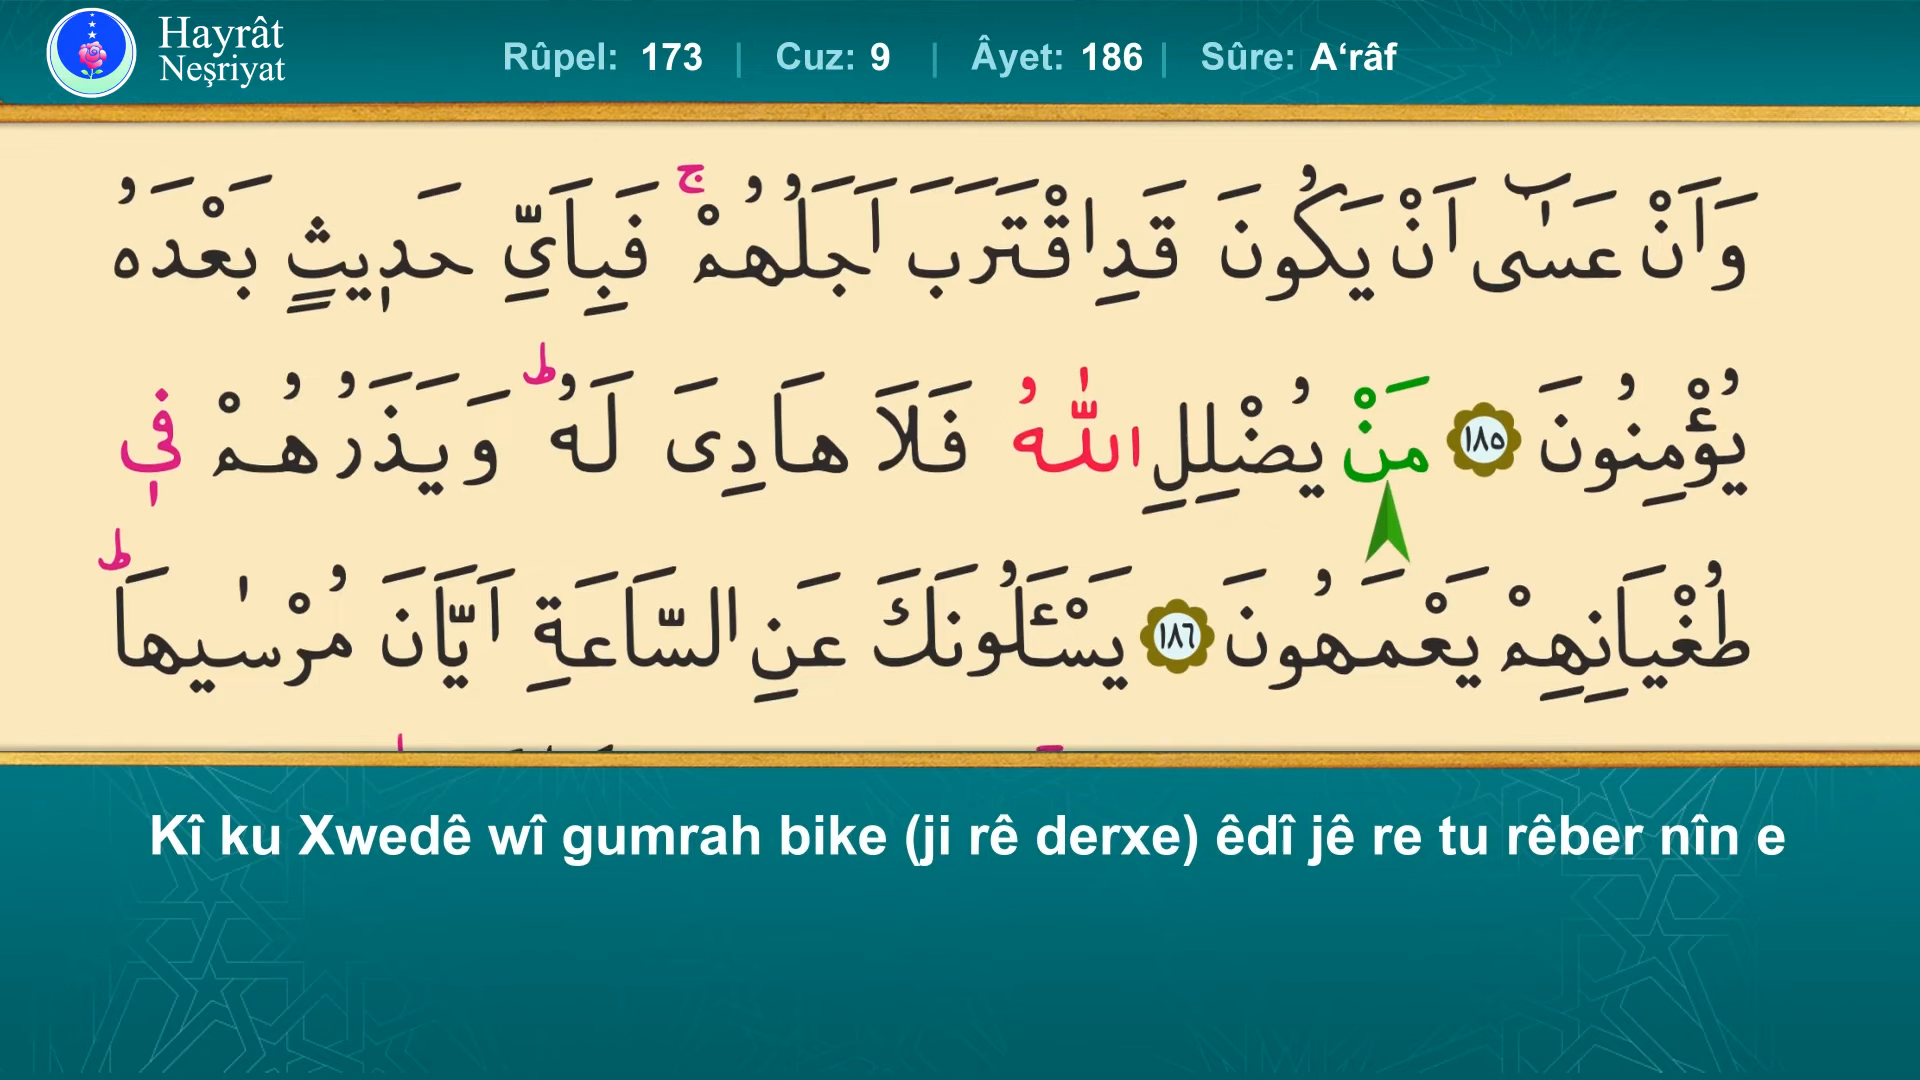 Hayrât
Neşriyat
Rûpel: 173 | Cuz: 9 | Âyet: 186 | Sûre: A‘râf
وَاَنْ عَسٰٓى اَنْ يَكُونَ قَدِ اقْتَرَبَ اَجَلُهُمْۚ فَبِاَىِّ حَدٖيثٍ بَعْدَهُ
يُؤْمِنُونَ ١٨٥ مَنْ يُضْلِلِ اللّٰهُ فَلَا هَادِىَ لَهُۜ وَيَذَرُهُمْ فٖي
طُغْيَانِهِمْ يَعْمَهُونَ ١٨٦ يَسْـَٔلُونَكَ عَنِ السَّاعَةِ اَيَّانَ مُرْسٰيهَاۜ
Kî ku Xwedê wî gumrah bike (ji rê derxe) êdî jê re tu rêber nîn e